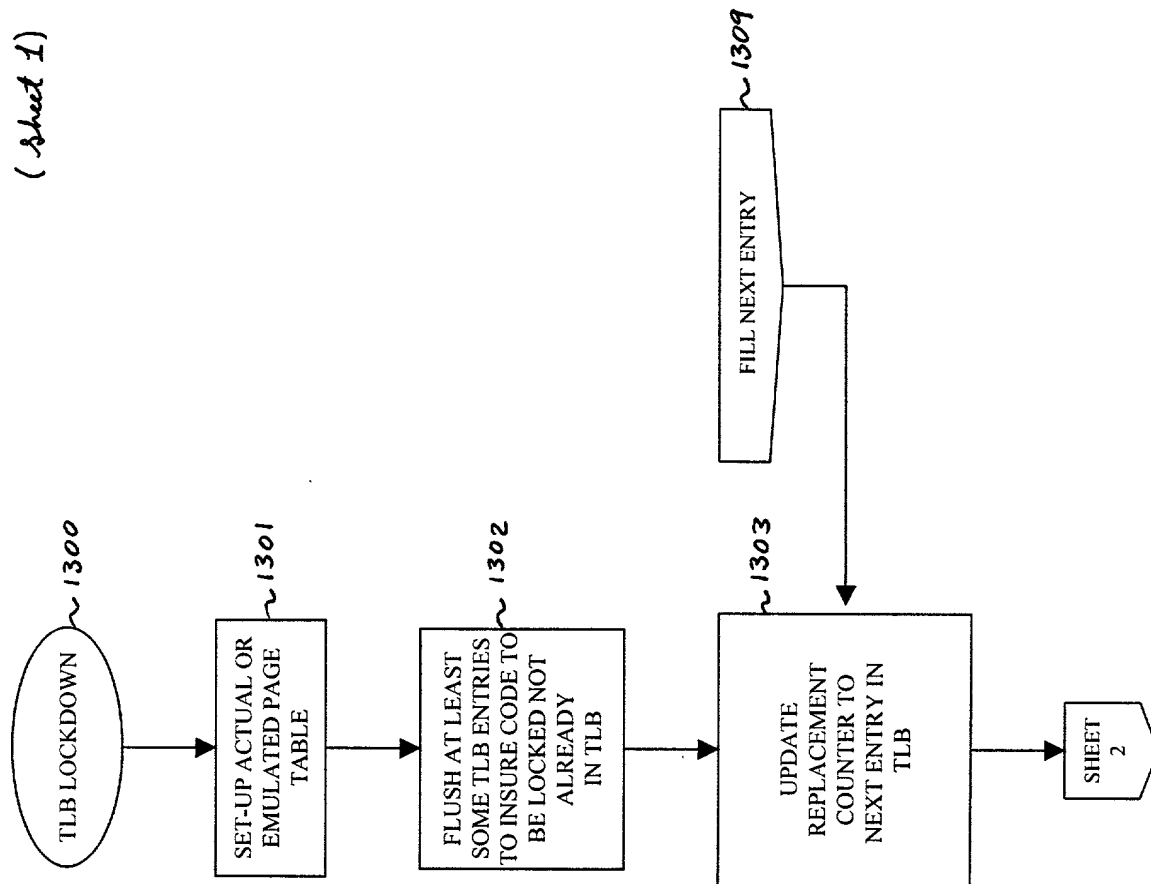 (sheet 1)
TLB LOCKDOWN
1300
SET-UP ACTUAL OR
EMULATED PAGE
TABLE
1301
FLUSH AT LEAST
SOME TLB ENTRIES
TO INSURE CODE TO
BE LOCKED NOT
ALREADY
IN TLB
1302
UPDATE
REPLACEMENT
COUNTER TO
NEXT ENTRY IN
TLB
1303
FILL NEXT ENTRY
1309
SHEET
2